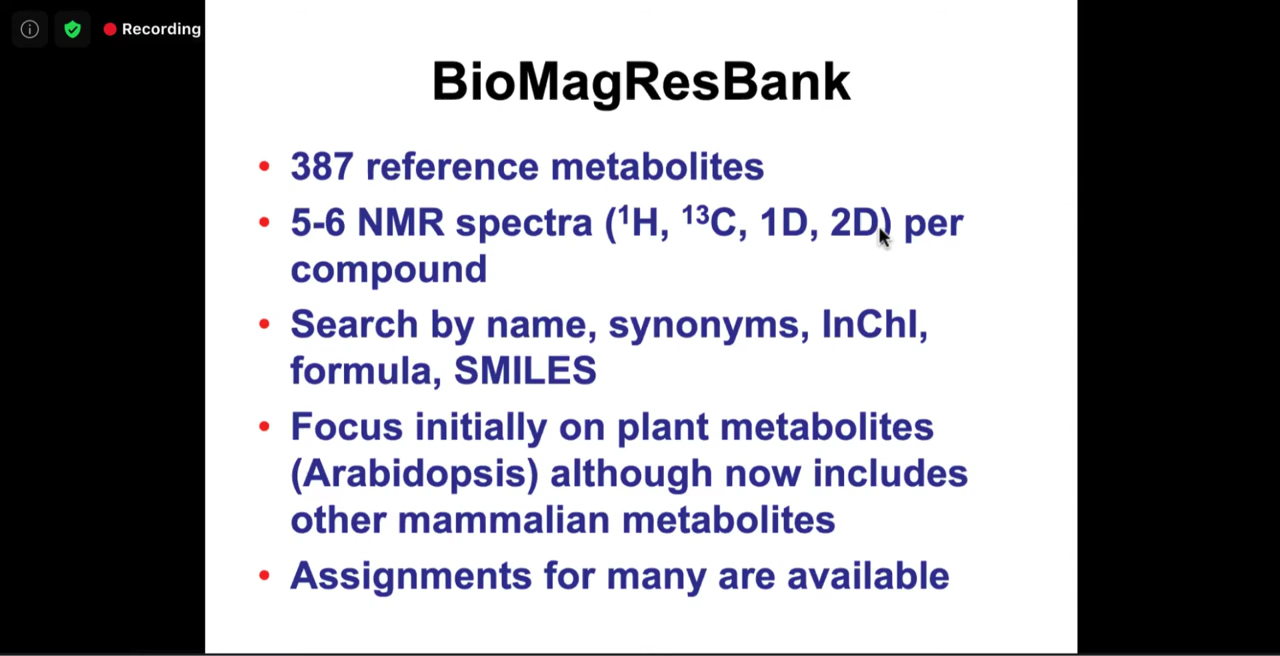 Recording
BioMagResBank
• 387 reference metabolites
• 5-6 NMR spectra (¹H, ¹³C, 1D, 2D) per
compound
• Search by name, synonyms, InChI,
formula, SMILES
• Focus initially on plant metabolites
(Arabidopsis) although now includes
other mammalian metabolites
• Assignments for many are available